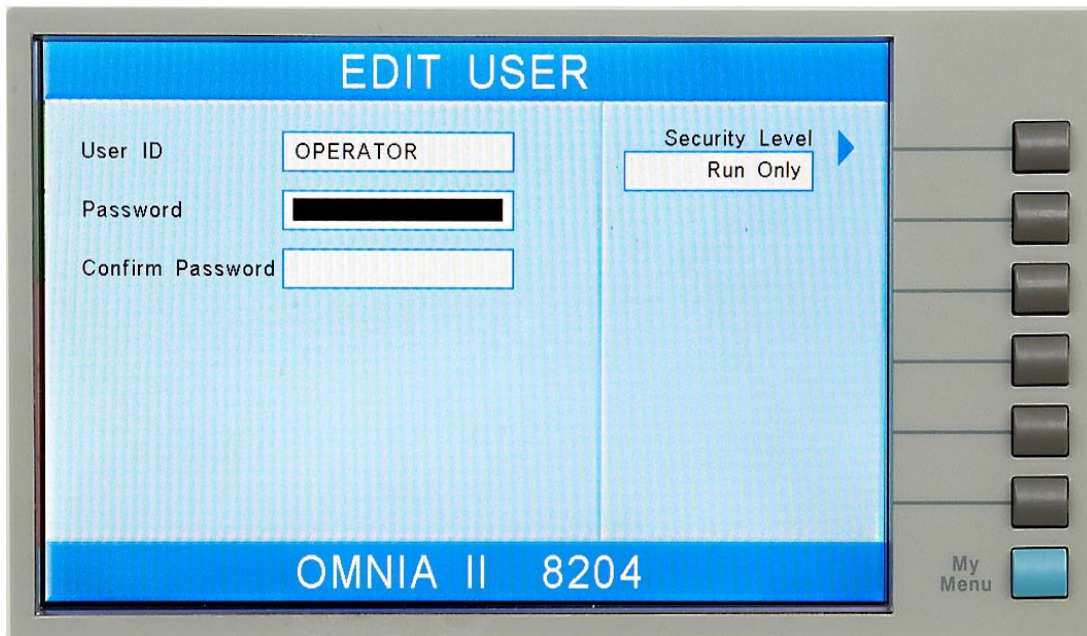 EDIT USER
User ID
OPERATOR
Password
Confirm Password
Security Level
Run Only
OMNIA II 8204
My
Menu